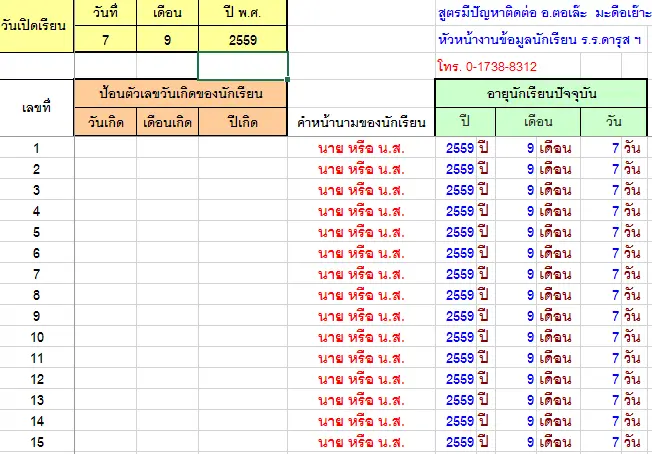 วันเปิดเรียน วันที่ เดือน ปี พ.ศ. สูตรมีปัญหาติดต่อ อ.ตอเล๊ะ มะดือเย๊าะ
7 9 2559 หัวหน้างานข้อมูลนักเรียน ร.ร.ดารุส ฯ
โทร. 0-1738-8312
เลขที่ ป้อนตัวเลขวันเกิดของนักเรียน คำหน้านามของนักเรียน อายุนักเรียนปัจจุบัน
วันเกิด เดือนเกิด ปีเกิด ปี เดือน วัน
1 นาย หรือ น.ส. 2559 ปี 9 เดือน 7 วัน
2 นาย หรือ น.ส. 2559 ปี 9 เดือน 7 วัน
3 นาย หรือ น.ส. 2559 ปี 9 เดือน 7 วัน
4 นาย หรือ น.ส. 2559 ปี 9 เดือน 7 วัน
5 นาย หรือ น.ส. 2559 ปี 9 เดือน 7 วัน
6 นาย หรือ น.ส. 2559 ปี 9 เดือน 7 วัน
7 นาย หรือ น.ส. 2559 ปี 9 เดือน 7 วัน
8 นาย หรือ น.ส. 2559 ปี 9 เดือน 7 วัน
9 นาย หรือ น.ส. 2559 ปี 9 เดือน 7 วัน
10 นาย หรือ น.ส. 2559 ปี 9 เดือน 7 วัน
11 นาย หรือ น.ส. 2559 ปี 9 เดือน 7 วัน
12 นาย หรือ น.ส. 2559 ปี 9 เดือน 7 วัน
13 นาย หรือ น.ส. 2559 ปี 9 เดือน 7 วัน
14 นาย หรือ น.ส. 2559 ปี 9 เดือน 7 วัน
15 นาย หรือ น.ส. 2559 ปี 9 เดือน 7 วัน